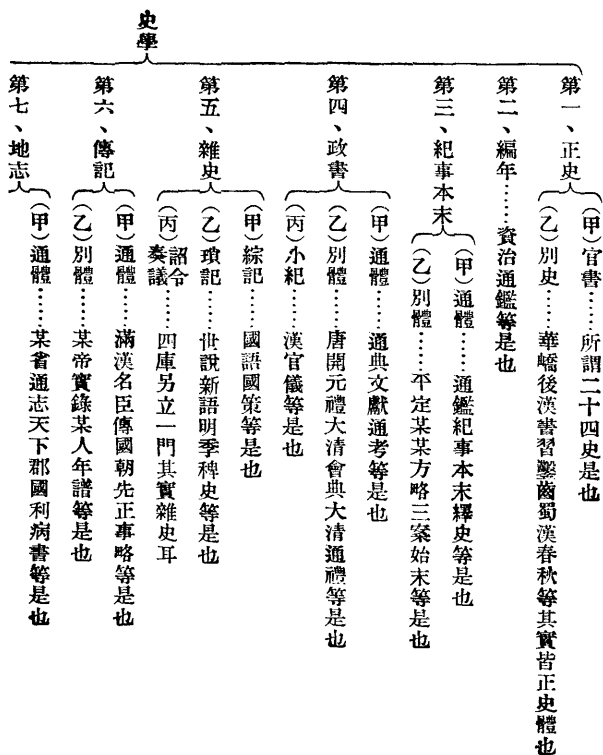 史學
第一、正史
(甲)官書……所謂二十四史是也
(乙)別史……華嶠後漢書習鑿齒蜀漢春秋等其實皆正史體也
第二、編年……資治通鑑等是也
第三、紀事本末
(甲)通體……通鑑紀事本末繹史等是也
(乙)別體……平定某某方略三案始末等是也
第四、政書
(甲)通體……通典文獻通考等是也
(乙)別體……唐開元禮大清會典大清通禮等是也
(丙)小紀……漢官儀等是也
第五、雜史
(甲)綜記……國語國策等是也
(乙)瑣記……世說新語明季稗史等是也
(丙)詔令奏議……四庫另立一門其實雜史耳
第六、傳記
(甲)通體……滿漢名臣傳國朝先正事略等是也
(乙)別體……某帝實錄某人年譜等是也
第七、地志
(甲)通體……某省通志天下郡國利病書等是也